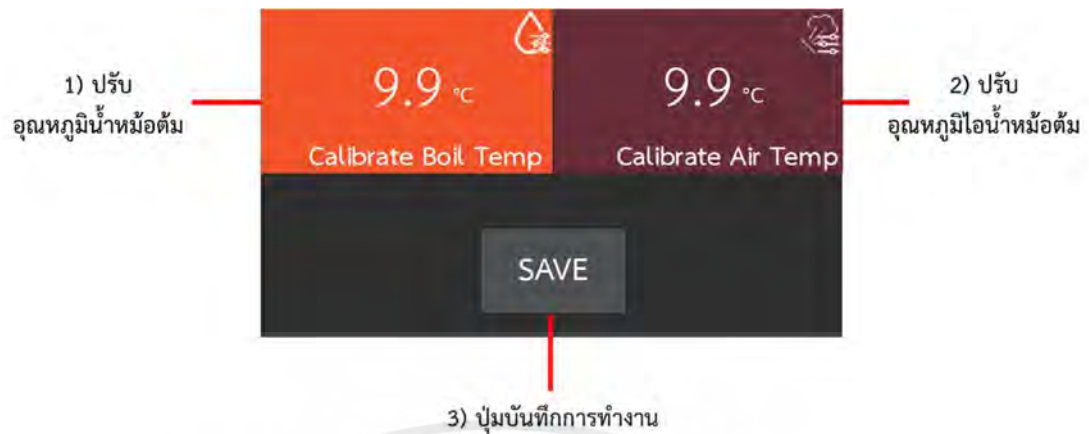 1) ปรับ
อุณหภูมิน้ำหม้อต้ม
9.9 °C
Calibrate Boil Temp
9.9 °C
Calibrate Air Temp
2) ปรับ
อุณหภูมิไอน้ำหม้อต้ม
SAVE
3) ปุ่มบันทึกการทำงาน